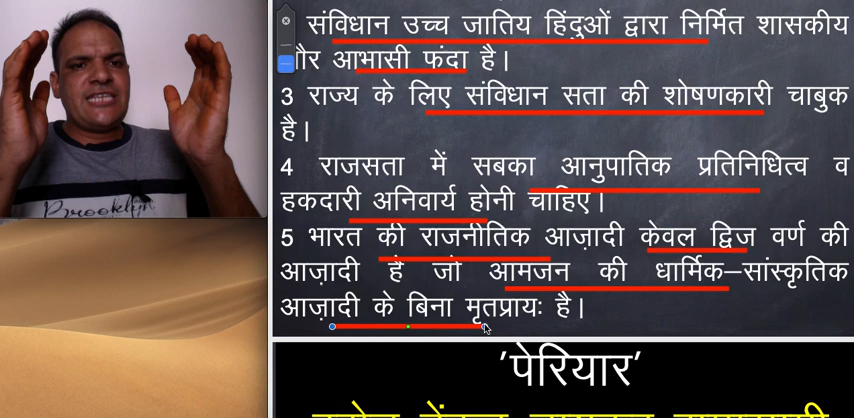 संविधान उच्च जातिय हिंदुओं द्वारा निर्मित शासकीय
और आभासी फंदा है।
3 राज्य के लिए संविधान सता की शोषणकारी चाबुक
है।
4 राजसता में सबका आनुपातिक प्रतिनिधित्व व
हकदारी अनिवार्य होनी चाहिए।
5 भारत की राजनीतिक आज़ादी केवल द्विज वर्ण की
आज़ादी है जो आमजन की धार्मिक–सांस्कृतिक
आज़ादी के बिना मृतप्रायः है।
'पेरियार'
Brooklyn